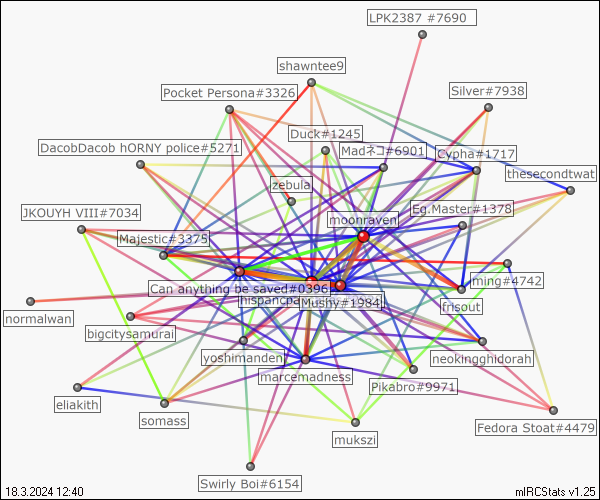 LPK2387 #7690
shawntee9
Pocket Persona#3326
Silver#7938
Duck#1245
DacobDacob hORNY police#5271
Madネコ#6901
Cypha#1717
thesecondtwat
zebula
JKOUYH VIII#7034
moonraven
Eg.Master#1378
Majestic#3375
ming#4742
Can anything be saved#0396
Mushy#1984
frisout
normalwan
bigcitysamurai
yoshimanden
neokingghidorah
marcemadness
Pikabro#9971
eliakith
somass
mukszi
Fedora Stoat#4479
Swirly Boi#6154
18.3.2024 12:40
mIRCStats v1.25